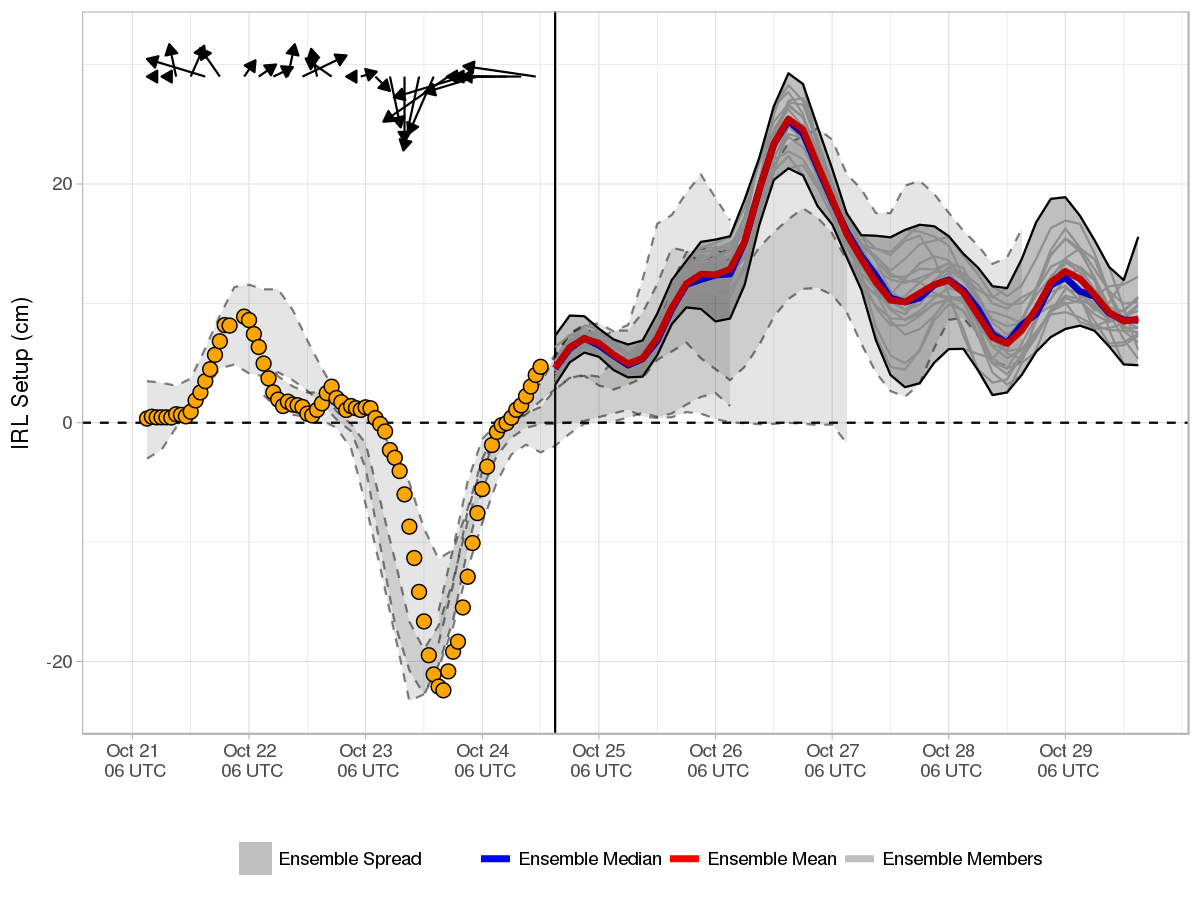 IRL Setup (cm)
20
0
-20
Oct 21
06 UTC
Oct 22
06 UTC
Oct 23
06 UTC
Oct 24
06 UTC
Oct 25
06 UTC
Oct 26
06 UTC
Oct 27
06 UTC
Oct 28
06 UTC
Oct 29
06 UTC
Ensemble Spread
Ensemble Median
Ensemble Mean
Ensemble Members